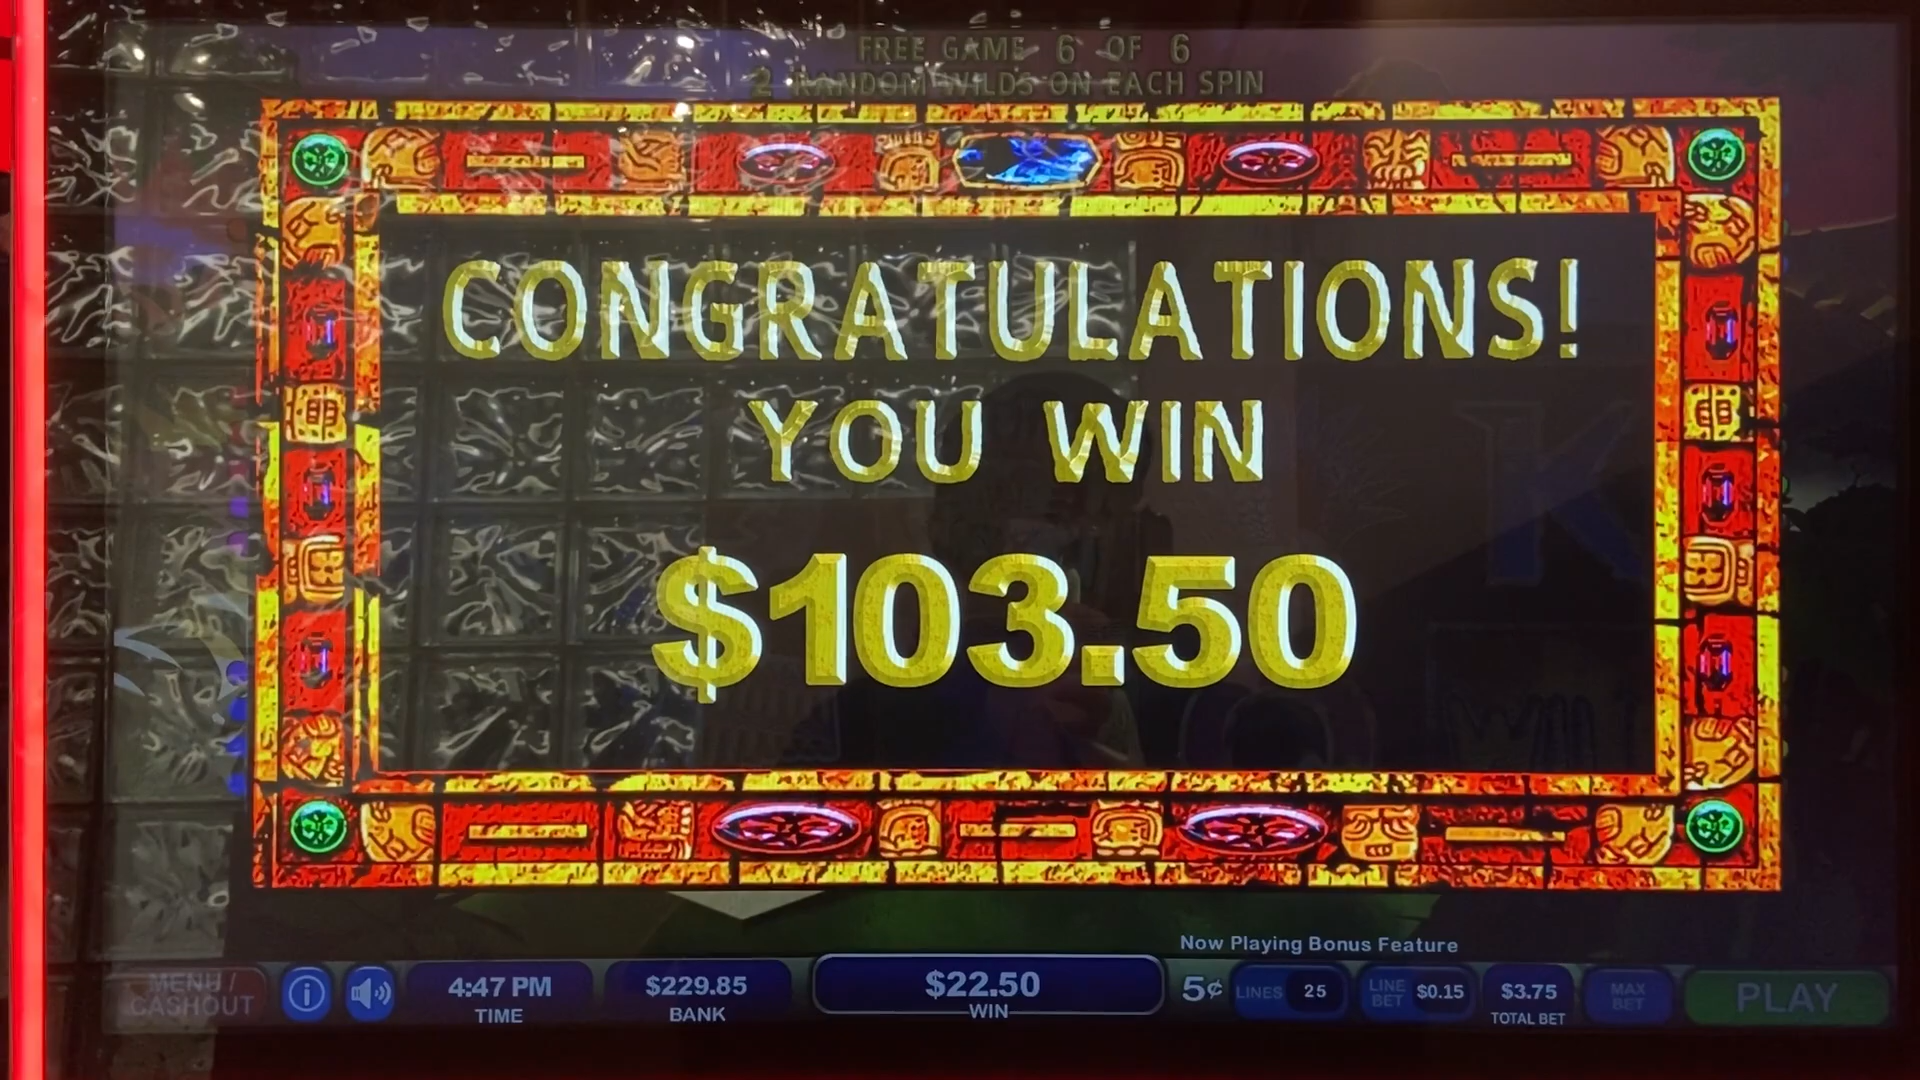 FREE GAME 6 OF 6
2 RANDOM WILDS ON EACH SPIN
CONGRATULATIONS!
YOU WIN
$103.50
Now Playing Bonus Feature
MENU / CASHOUT
4:47 PM
TIME
$229.85
BANK
$22.50
WIN
5¢
LINES 25
LINE BET $0.15
$3.75
TOTAL BET
MAX BET
PLAY